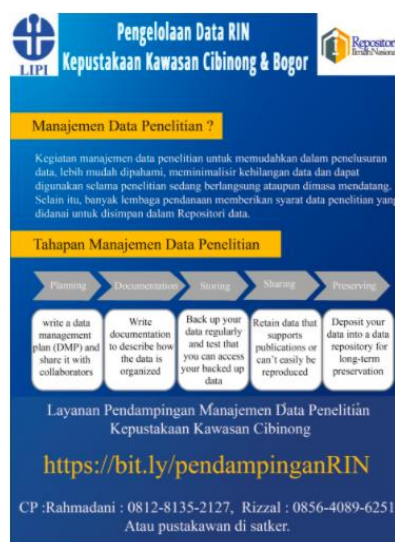 LIPI
Pengelolaan Data RIN
Kepustakaan Kawasan Cibinong & Bogor
Repositori
Ilmiah Nasional
Manajemen Data Penelitian ?
Kegiatan manajemen data penelitian untuk memudahkan dalam penelusuran
data, lebih mudah dipahami, meminimalisir kehilangan data dan dapat
digunakan selama penelitian sedang berlangsung ataupun dimasa mendatang.
Selain itu, banyak lembaga pendanaan memberikan syarat data penelitian yang
didanai untuk disimpan dalam Repositori data.
Tahapan Manajemen Data Penelitian
Planning
Documentation
Storing
Sharing
Preserving
write a data
management
plan (DMP) and
share it with
collaborators
Write
documentation
to describe how
the data is
organized
Back up your
data regularly
and test that
you can access
your backed up
data
Retain data that
supports
publications or
can't easily be
reproduced
Deposit your
data into a data
repository for
long-term
preservation
Layanan Pendampingan Manajemen Data Penelitian
Kepustakaan Kawasan Cibinong
https://bit.ly/pendampinganRIN
CP :Rahmadani : 0812-8135-2127, Rizzal : 0856-4089-6251
Atau pustakawan di satker.